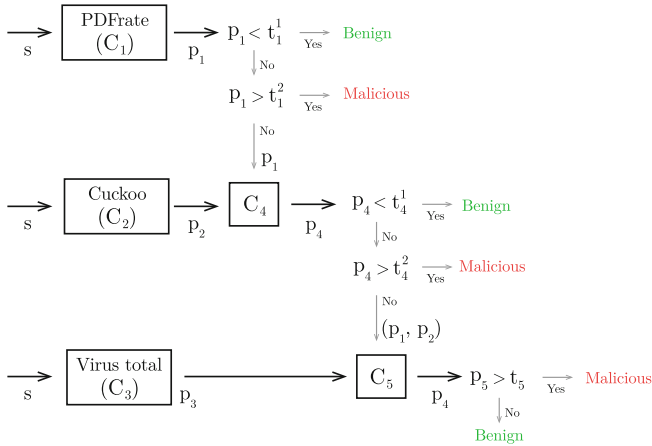 PDFrate
s (C₁) p₁ p₁ < t₁¹ Yes Benign
No
p₁ > t₁² Yes Malicious
No
p₁
Cuckoo
s (C₂) p₂ C₄ p₄ p₄ < t₄¹ Yes Benign
No
p₄ > t₄² Yes Malicious
No
(p₁, p₂)
Virus total
s (C₃) p₃ C₅ p₄ p₅ > t₅ Yes Malicious
No
Benign